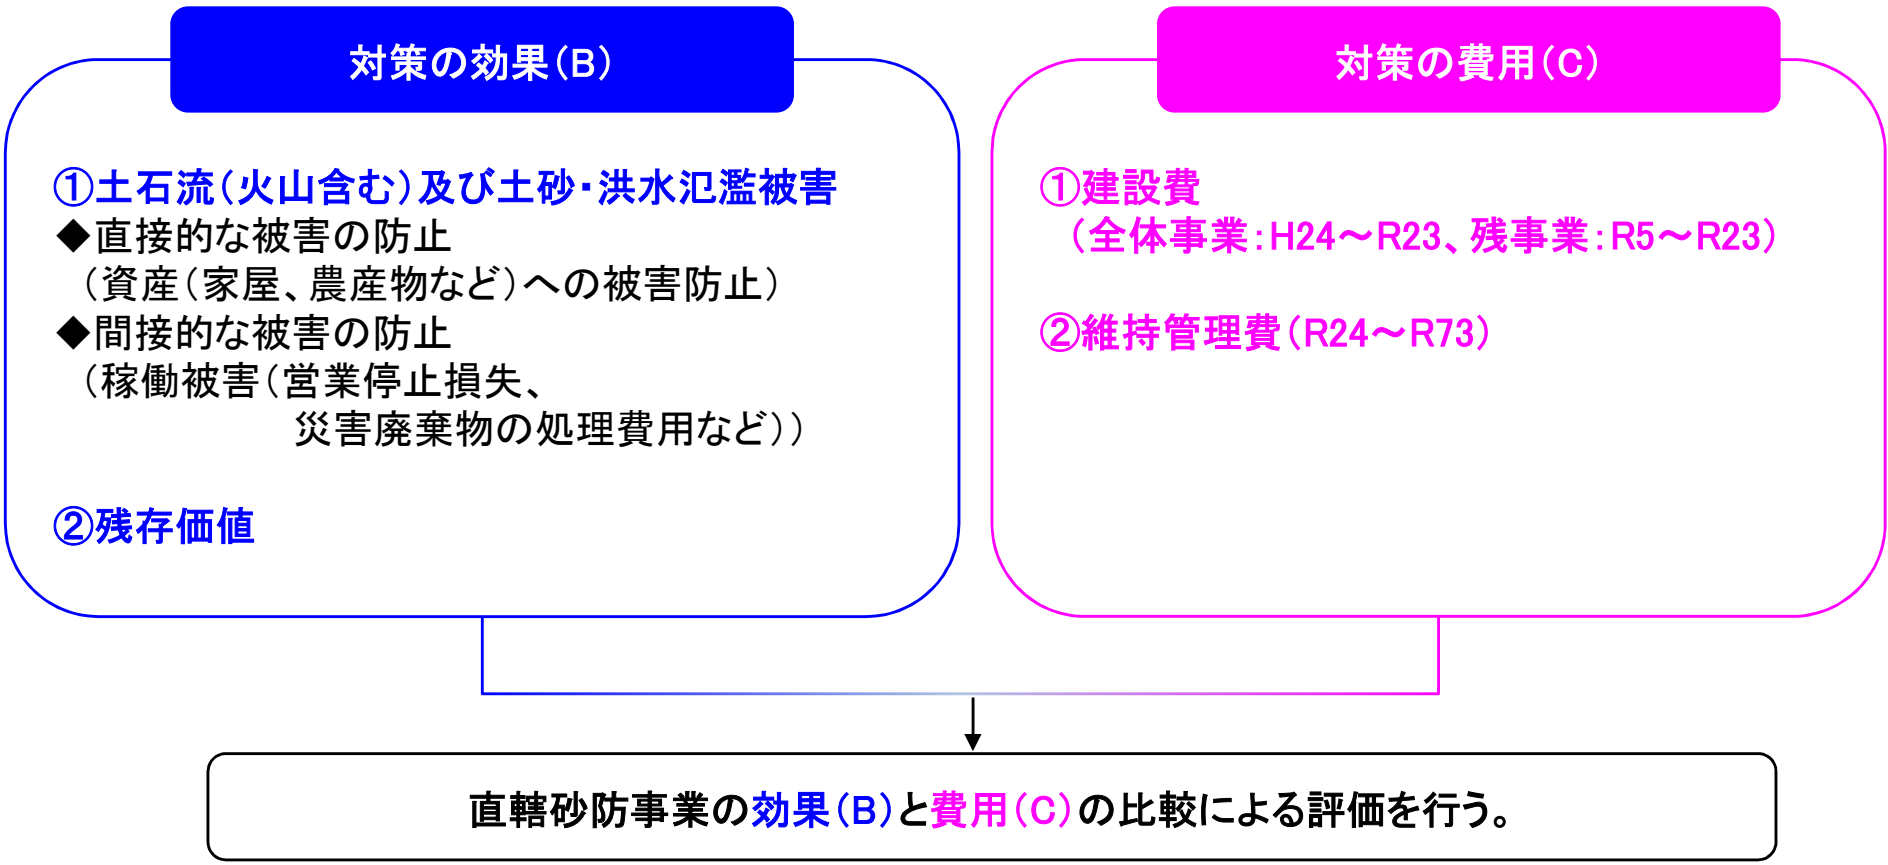 対策の効果(B)
①土石流(火山含む)及び土砂・洪水氾濫被害
◆直接的な被害の防止
(資産(家屋、農産物など)への被害防止)
◆間接的な被害の防止
(稼働被害(営業停止損失、
災害廃棄物の処理費用など))
②残存価値
対策の費用(C)
①建設費
(全体事業:H24～R23、残事業:R5～R23)
②維持管理費(R24～R73)
直轄砂防事業の効果(B)と費用(C)の比較による評価を行う。